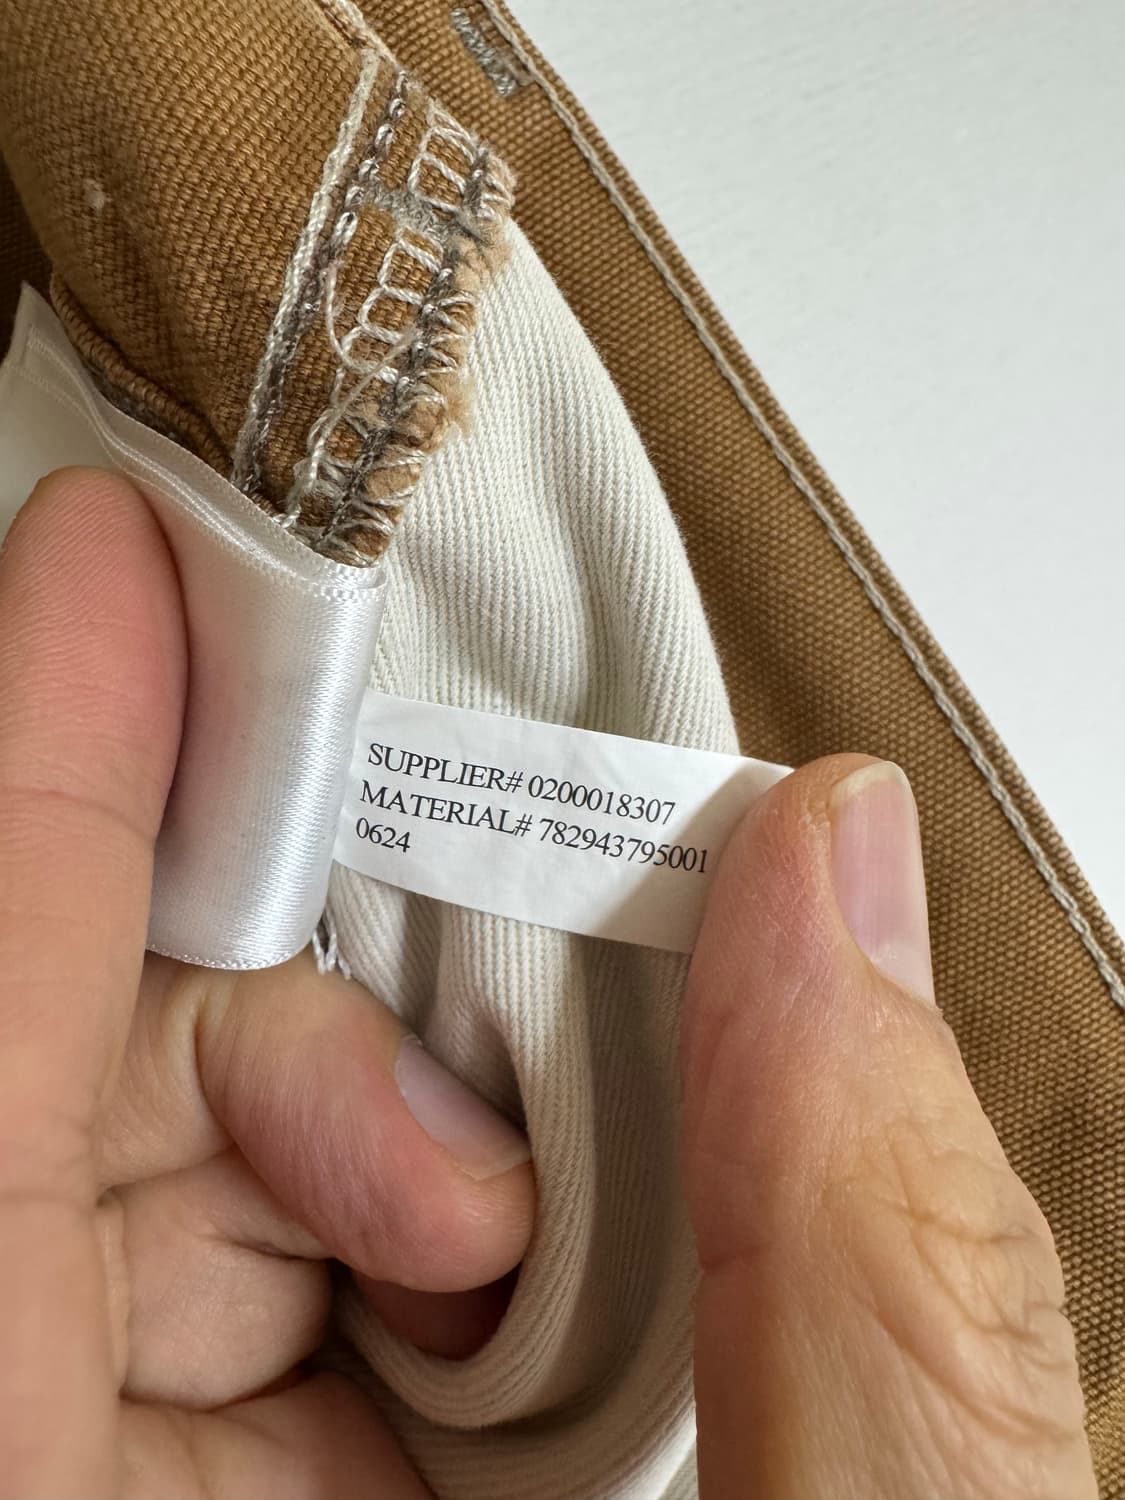 SUPPLIER# 0200018307
MATERIAL# 782943795001
0624